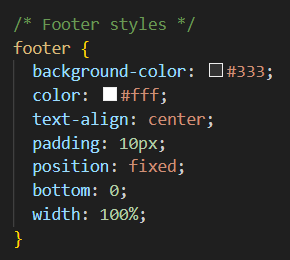 /* Footer styles */
footer {
  background-color: #333;
  color: #fff;
  text-align: center;
  padding: 10px;
  position: fixed;
  bottom: 0;
  width: 100%;
}